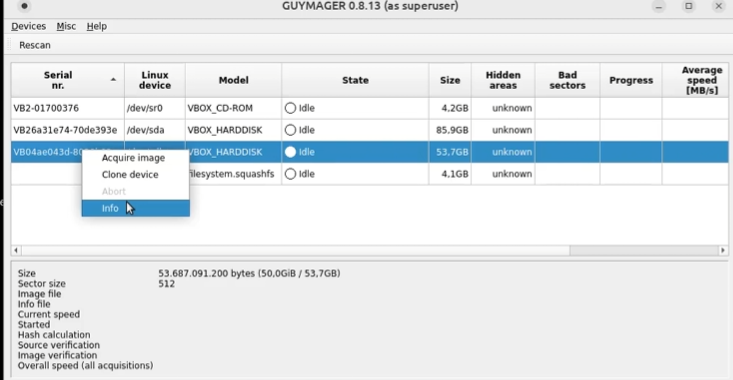 GUYMAGER 0.8.13 (as superuser)
Devices Misc Help
Rescan
Serial nr. Linux device Model State Size Hidden areas Bad sectors Progress Average speed [MB/s]
VB2-01700376 /dev/sr0 VBOX_CD-ROM Idle 4,2GB unknown
VB26a31e74-70de393e /dev/sda VBOX_HARDDISK Idle 85,9GB unknown
VB04ae043d-80 VBOX_HARDDISK Idle 53,7GB unknown
Acquire image
Clone device
filesystem.squashfs Idle 4,1GB unknown
Abort
Info
Size 53.687.091.200 bytes (50,0GiB / 53,7GB)
Sector size 512
Image file
Info file
Current speed
Started
Hash calculation
Source verification
Image verification
Overall speed (all acquisitions)